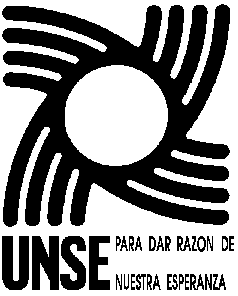 UNSE
PARA DAR RAZON DE
NUESTRA ESPERANZA